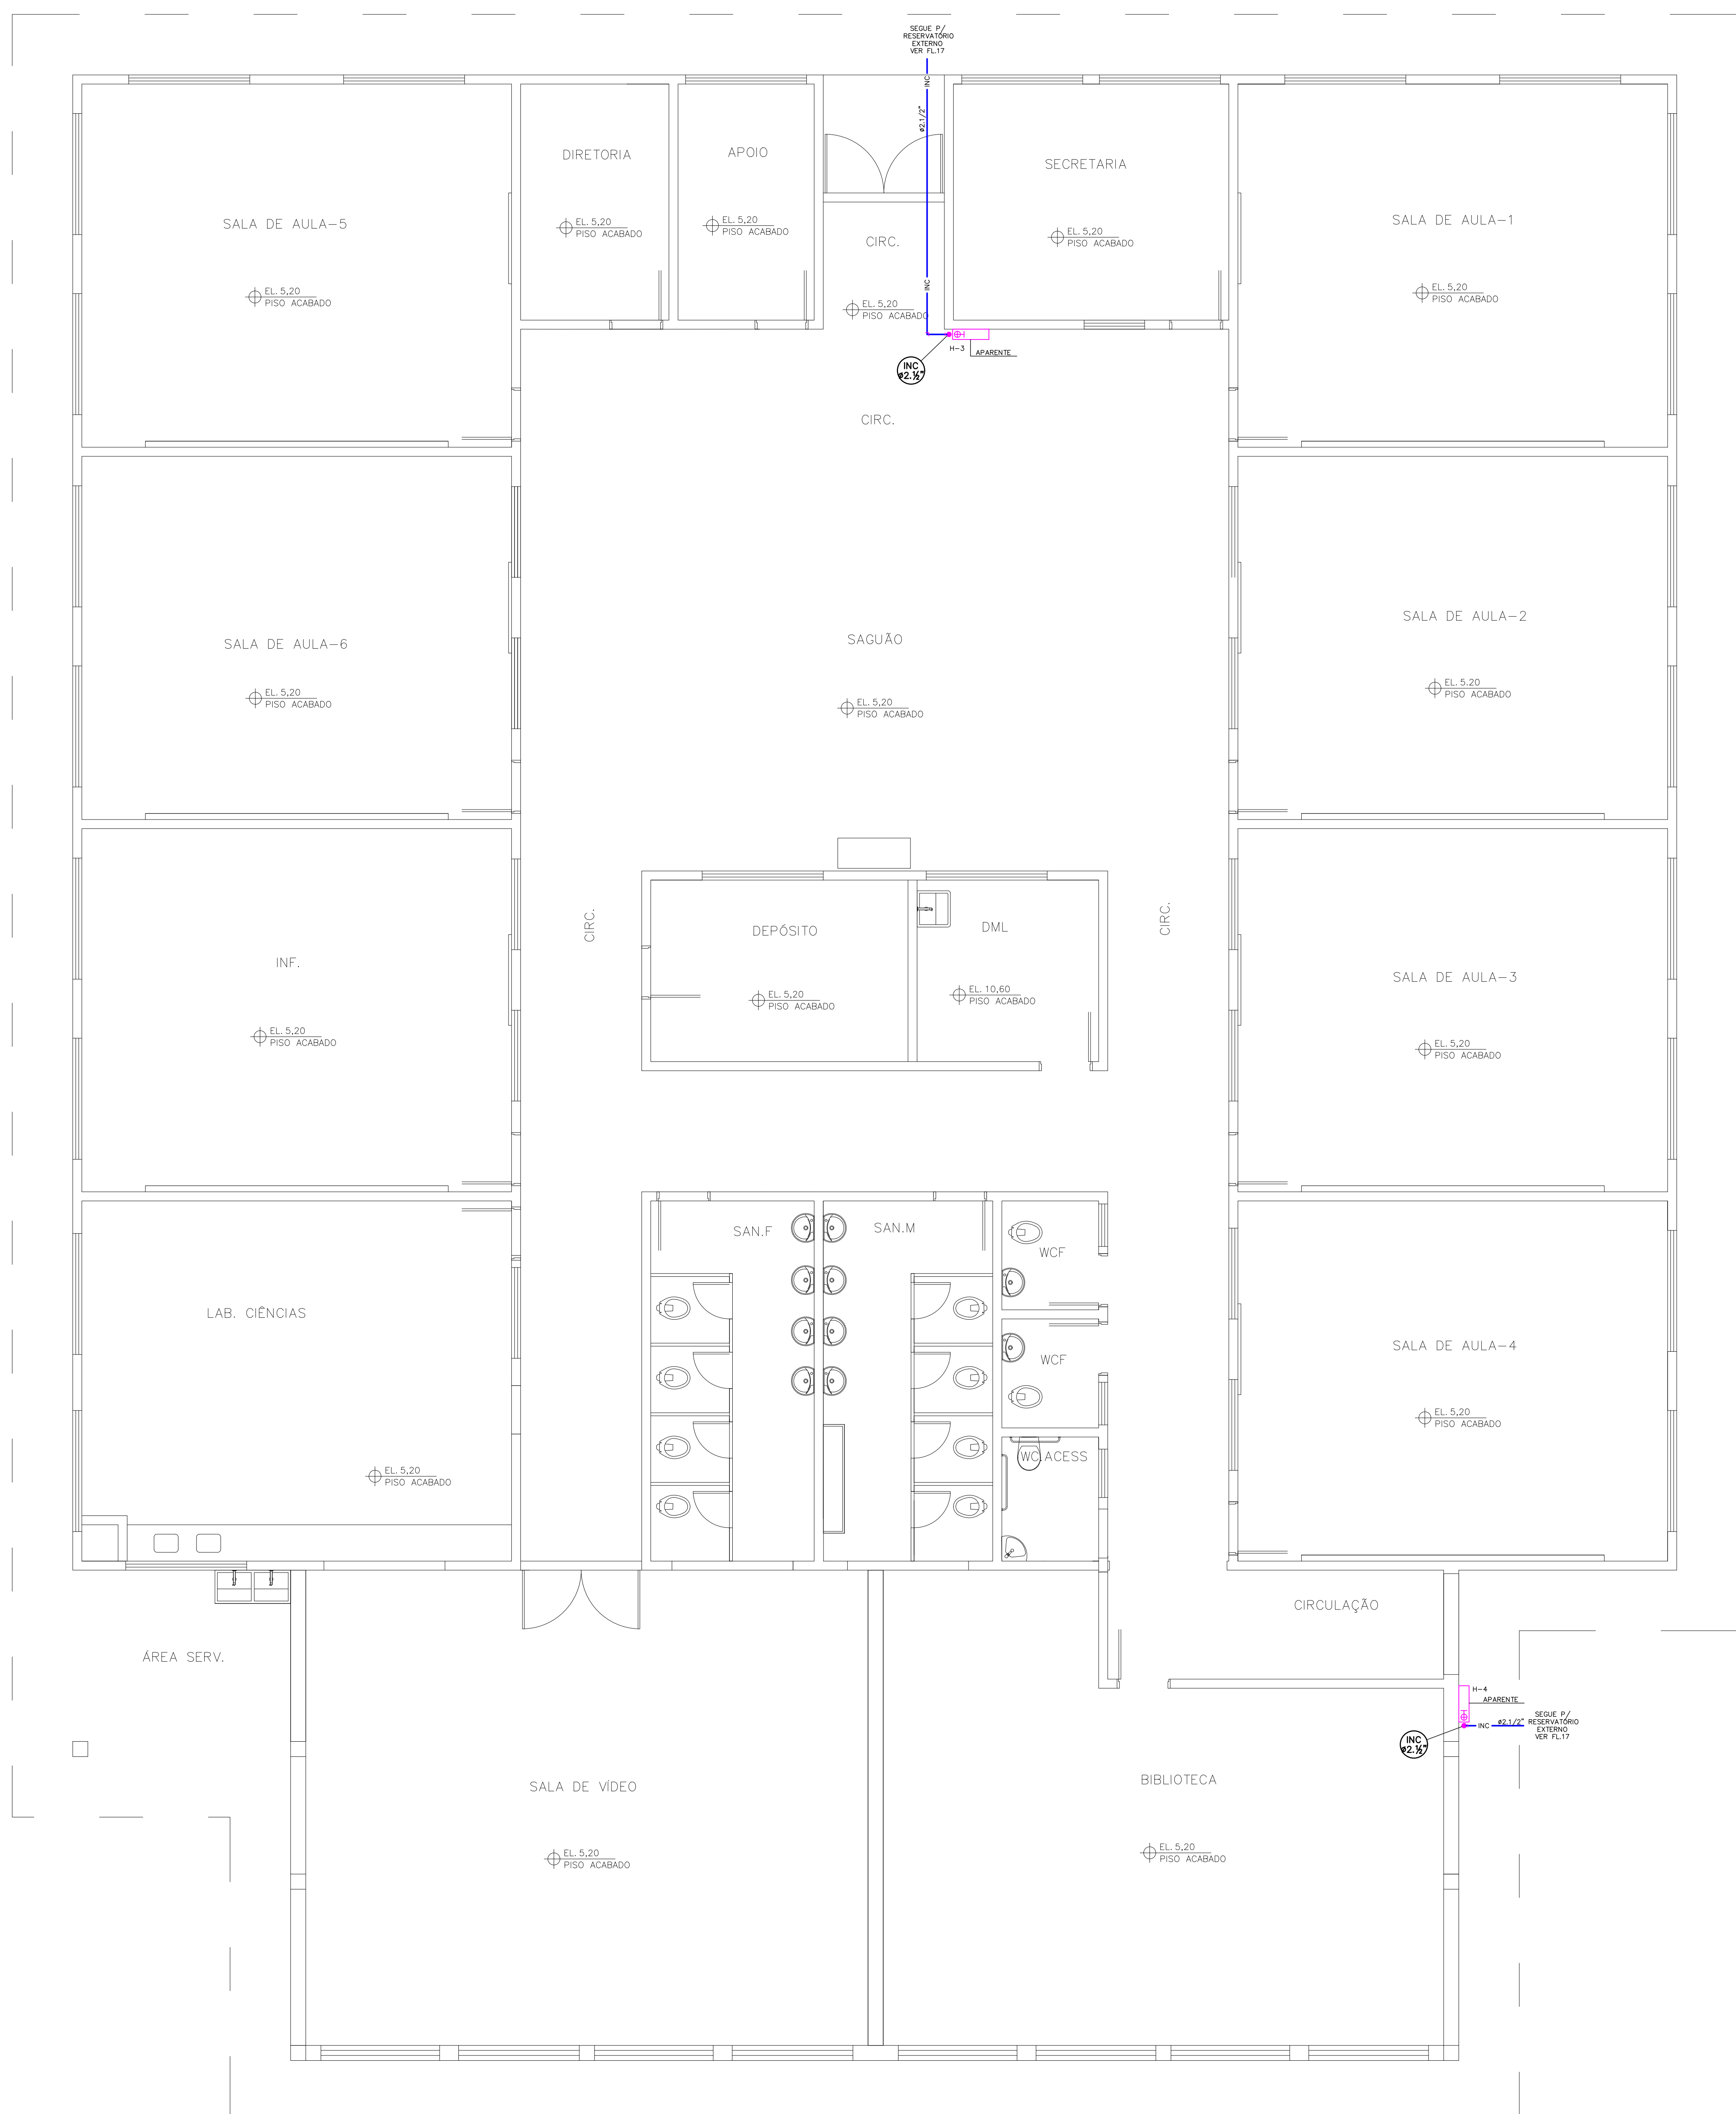 SEGUE P/
RESERVATÓRIO
EXTERNO
VER FL.17
INC
ø2.1/2"
DIRETORIA
EL. 5,20
PISO ACABADO
APOIO
EL. 5,20
PISO ACABADO
SECRETARIA
EL. 5,20
PISO ACABADO
SALA DE AULA-5
EL. 5,20
PISO ACABADO
CIRC.
EL. 5,20
PISO ACABADO
INC
SALA DE AULA-1
EL. 5,20
PISO ACABADO
H-3
APARENTE
INC
ø2.½"
CIRC.
SALA DE AULA-6
EL. 5,20
PISO ACABADO
SAGUÃO
EL. 5,20
PISO ACABADO
SALA DE AULA-2
EL. 5.20
PISO ACABADO
INF.
EL. 5,20
PISO ACABADO
CIRC.
DEPÓSITO
EL. 5,20
PISO ACABADO
DML
EL. 10,60
PISO ACABADO
CIRC.
SALA DE AULA-3
EL. 5,20
PISO ACABADO
LAB. CIÊNCIAS
EL. 5,20
PISO ACABADO
SAN.F
SAN.M
WCF
WCF
WC.ACESS
SALA DE AULA-4
EL. 5,20
PISO ACABADO
CIRCULAÇÃO
ÁREA SERV.
H-4
APARENTE
INC
ø2.1/2"
SEGUE P/
RESERVATÓRIO
EXTERNO
VER FL.17
INC
ø2.½"
SALA DE VÍDEO
EL. 5,20
PISO ACABADO
BIBLIOTECA
EL. 5,20
PISO ACABADO